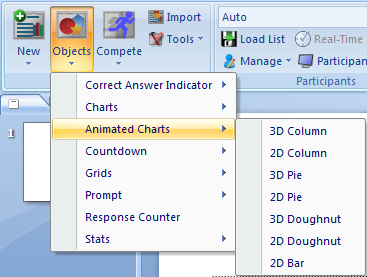 New
Objects
Compete
Import
Tools
Auto
Load List
Real-Time
Manage
Participan
Participants
Correct Answer Indicator
Charts
Animated Charts
Countdown
Grids
Prompt
Response Counter
Stats
3D Column
2D Column
3D Pie
2D Pie
3D Doughnut
2D Doughnut
2D Bar
1